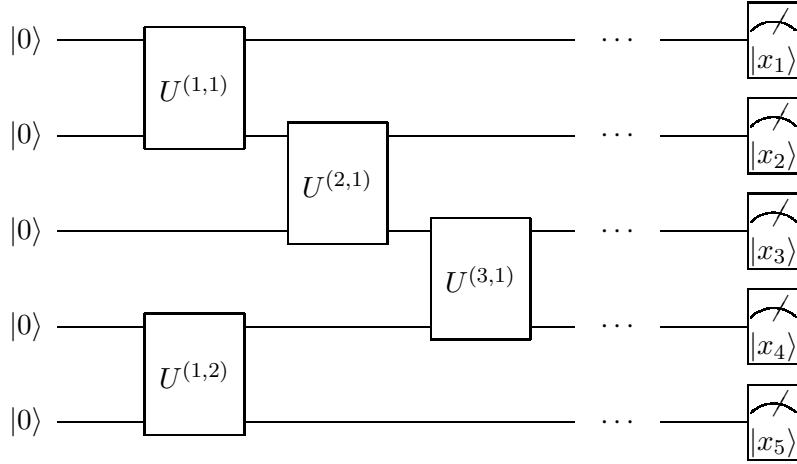 |0⟩ U^{(1,1)} ··· |x_1⟩
|0⟩ U^{(2,1)} ··· |x_2⟩
|0⟩ U^{(3,1)} ··· |x_3⟩
|0⟩ U^{(1,2)} ··· |x_4⟩
|0⟩ ··· |x_5⟩